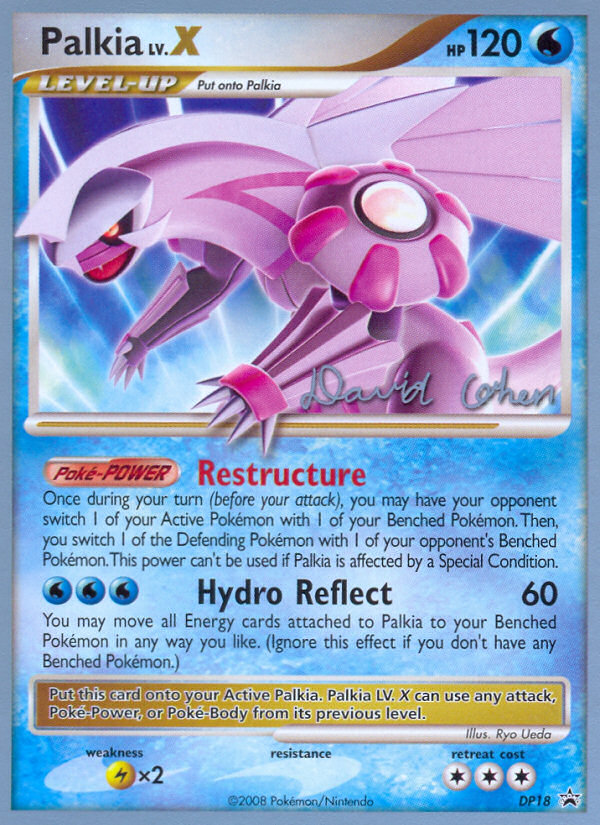 Palkia LV.X HP 120
LEVEL-UP Put onto Palkia
David Cohen
Poké-POWER Restructure
Once during your turn (before your attack), you may have your opponent
switch 1 of your Active Pokémon with 1 of your Benched Pokémon. Then,
you switch 1 of the Defending Pokémon with 1 of your opponent's Benched
Pokémon. This power can't be used if Palkia is affected by a Special Condition.
Hydro Reflect 60
You may move all Energy cards attached to Palkia to your Benched
Pokémon in any way you like. (Ignore this effect if you don't have any
Benched Pokémon.)
Put this card onto your Active Palkia. Palkia LV. X can use any attack,
Poké-Power, or Poké-Body from its previous level.
Illus. Ryo Ueda
weakness resistance retreat cost
×2
©2008 Pokémon/Nintendo DP18